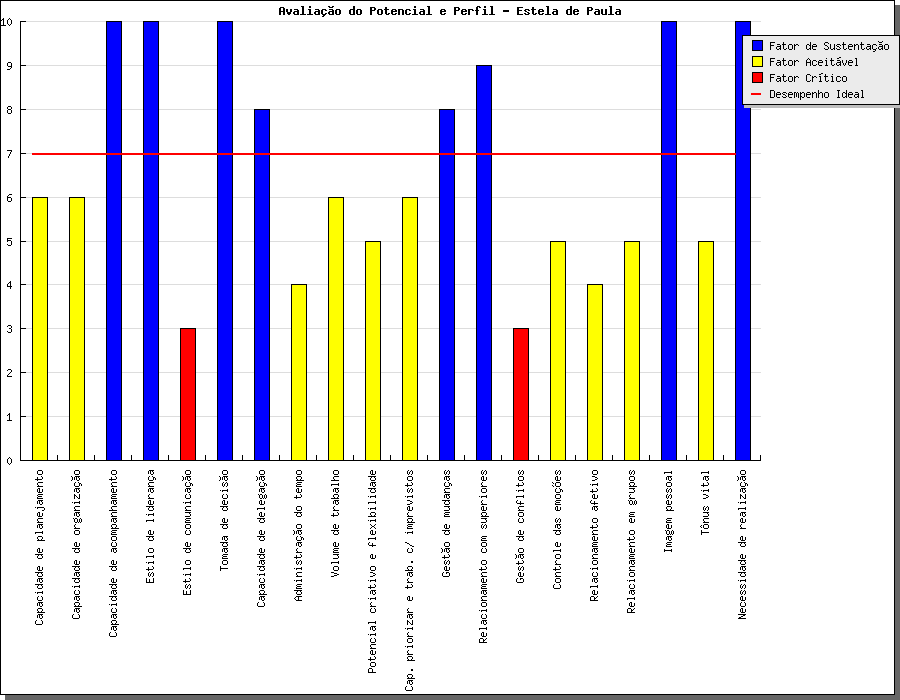 Avaliação do Potencial e Perfil - Estela de Paula
Fator de Sustentação
Fator Aceitável
Fator Crítico
Desempenho Ideal
10
9
8
7
6
5
4
3
2
1
0
Capacidade de planejamento
Capacidade de organização
Capacidade de acompanhamento
Estilo de liderança
Estilo de comunicação
Tomada de decisão
Capacidade de delegação
Administração do tempo
Volume de trabalho
Potencial criativo e flexibilidade
Cap. priorizar e trab. c/ imprevistos
Gestão de mudanças
Relacionamento com superiores
Gestão de conflitos
Controle das emoções
Relacionamento afetivo
Relacionamento em grupos
Imagem pessoal
Tônus vital
Necessidade de realização